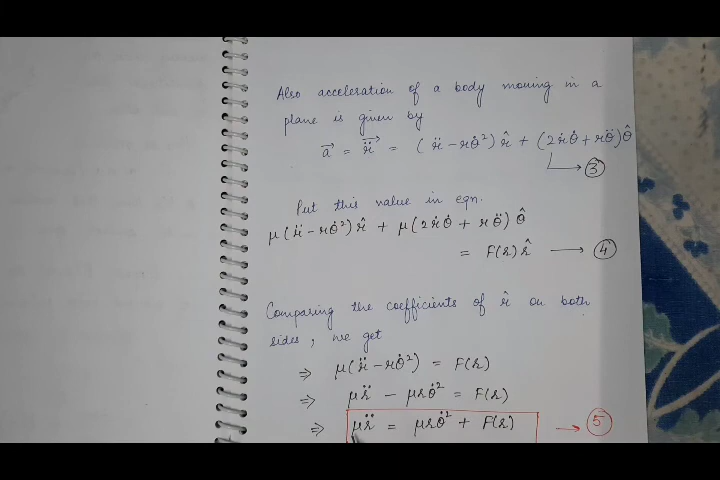 Also acceleration of a body moving in a
plane is given by
a⃗ = r̈⃗ = (r̈ - rθ̇²) r̂ + (2ṙθ̇ + rθ̈) θ̂
→ ③
Put this value in eqn.
μ(r̈ - rθ̇²) r̂ + μ(2ṙθ̇ + rθ̈) θ̂
= F(r) r̂ → ④
Comparing the coefficients of r̂ on both
sides, we get
⇒ μ(r̈ - rθ̇²) = F(r)
⇒ μr̈ - μrθ̇² = F(r)
⇒ μr̈ = μrθ̇² + F(r) → ⑤